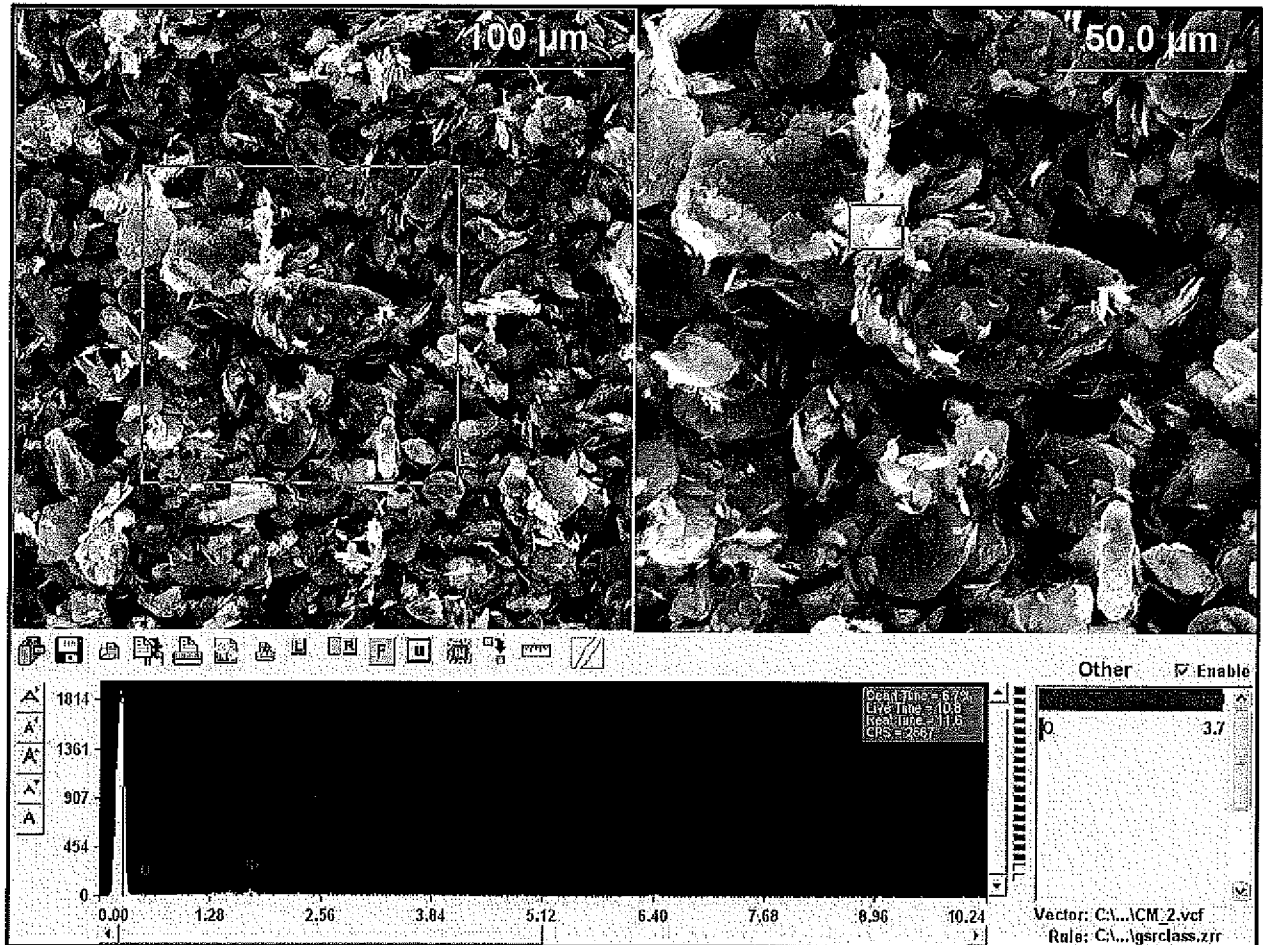 100 µm
50.0 µm
Other
Enable
1814
1361
907
454
0
Dead Time = 6.7%
Live Time = 10.8
Real Time = 11.6
CPS = 2567
O 3.7
0.00 1.28 2.56 3.84 5.12 6.40 7.68 8.96 10.24
Vector: C:\...\CM_2.vcf
Rule: C:\...\gsrclass.zrr